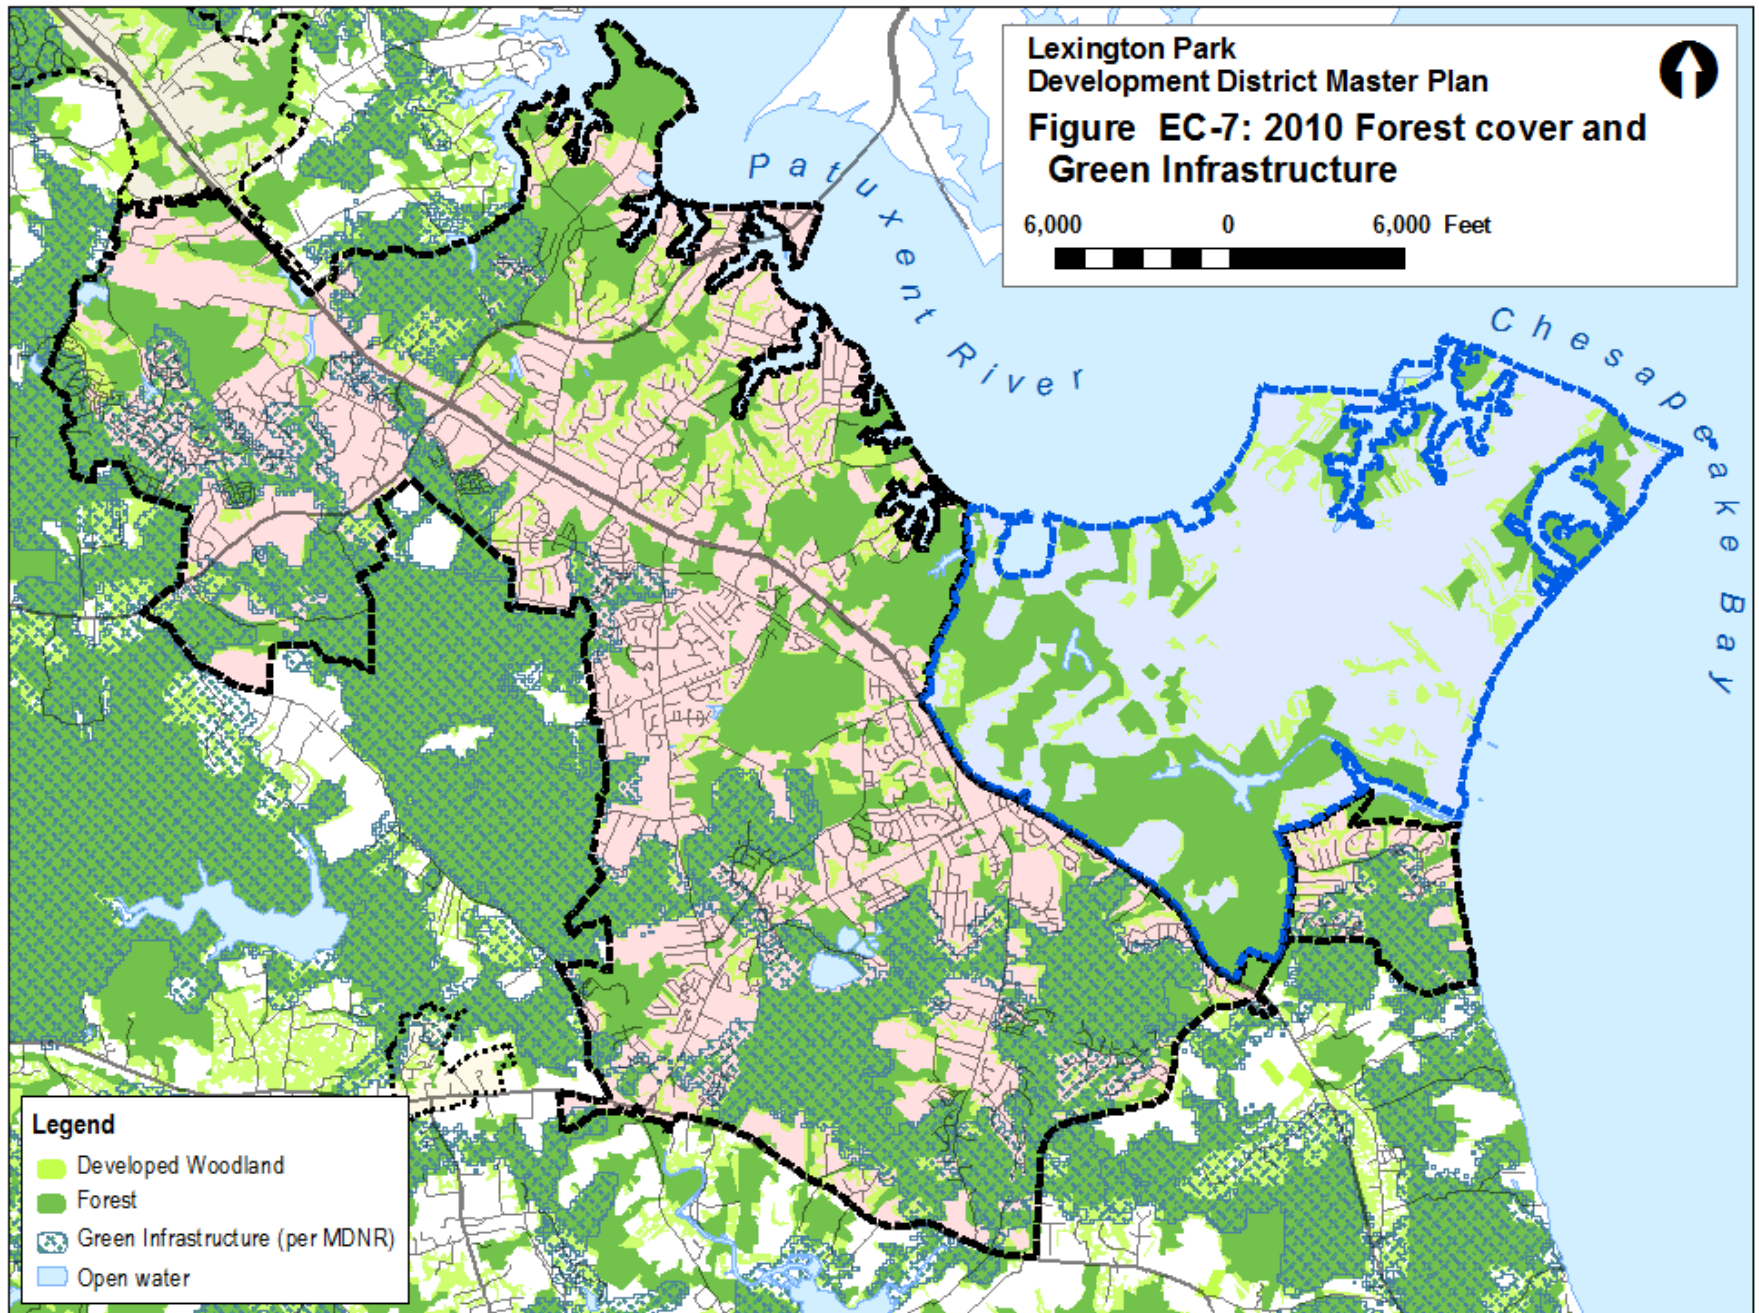 Lexington Park
Development District Master Plan
Figure EC-7: 2010 Forest cover and
Green Infrastructure
6,000 0 6,000 Feet
Patuxent River
Chesapeake Bay
Legend
Developed Woodland
Forest
Green Infrastructure (per MDNR)
Open water